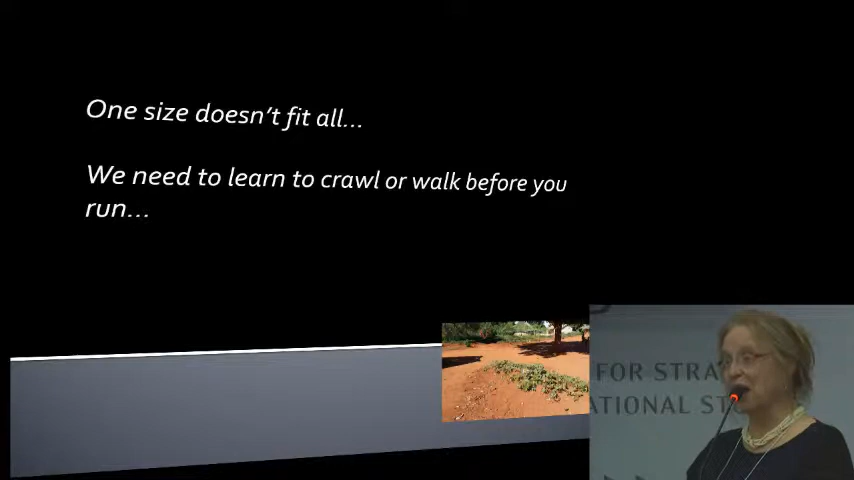 One size doesn't fit all...
We need to learn to crawl or walk before you
run...
FOR STRA
ATIONAL ST